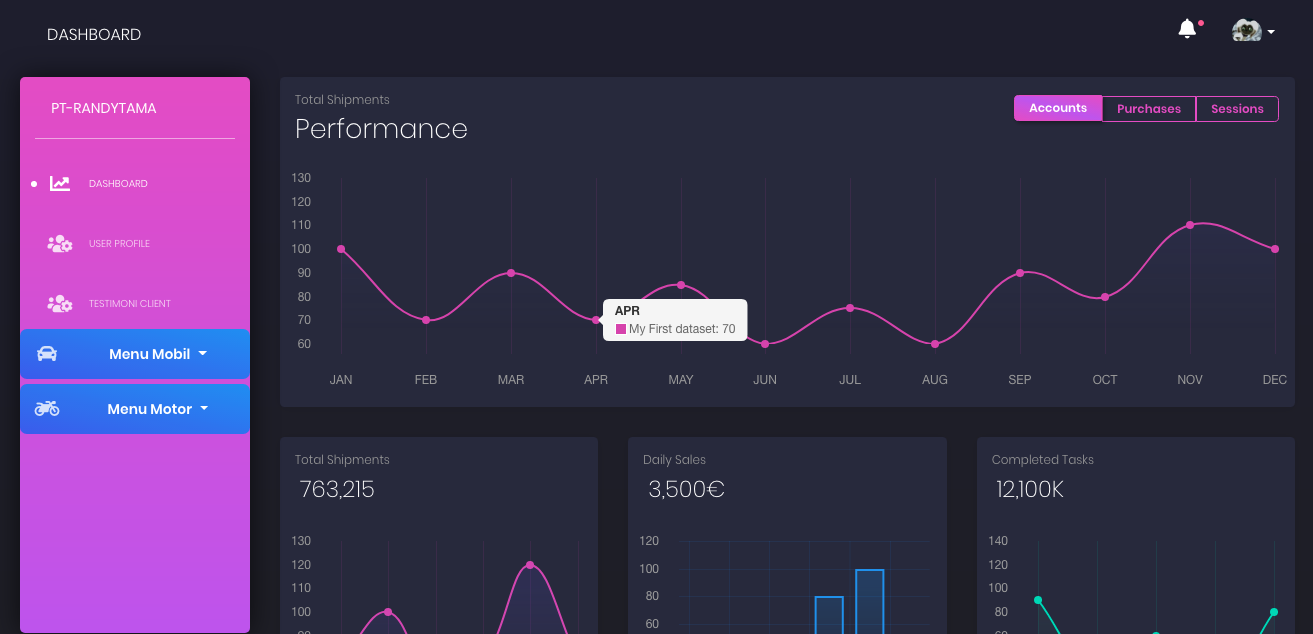 DASHBOARD
PT-RANDYTAMA
DASHBOARD
USER PROFILE
TESTIMONI CLIENT
Menu Mobil
Menu Motor
Total Shipments
Performance
Accounts Purchases Sessions
130
120
110
100
90
80
70
60
APR
My First dataset: 70
JAN FEB MAR APR MAY JUN JUL AUG SEP OCT NOV DEC
Total Shipments
763,215
130
120
110
100
Daily Sales
3,500€
120
100
80
60
Completed Tasks
12,100K
140
120
100
80